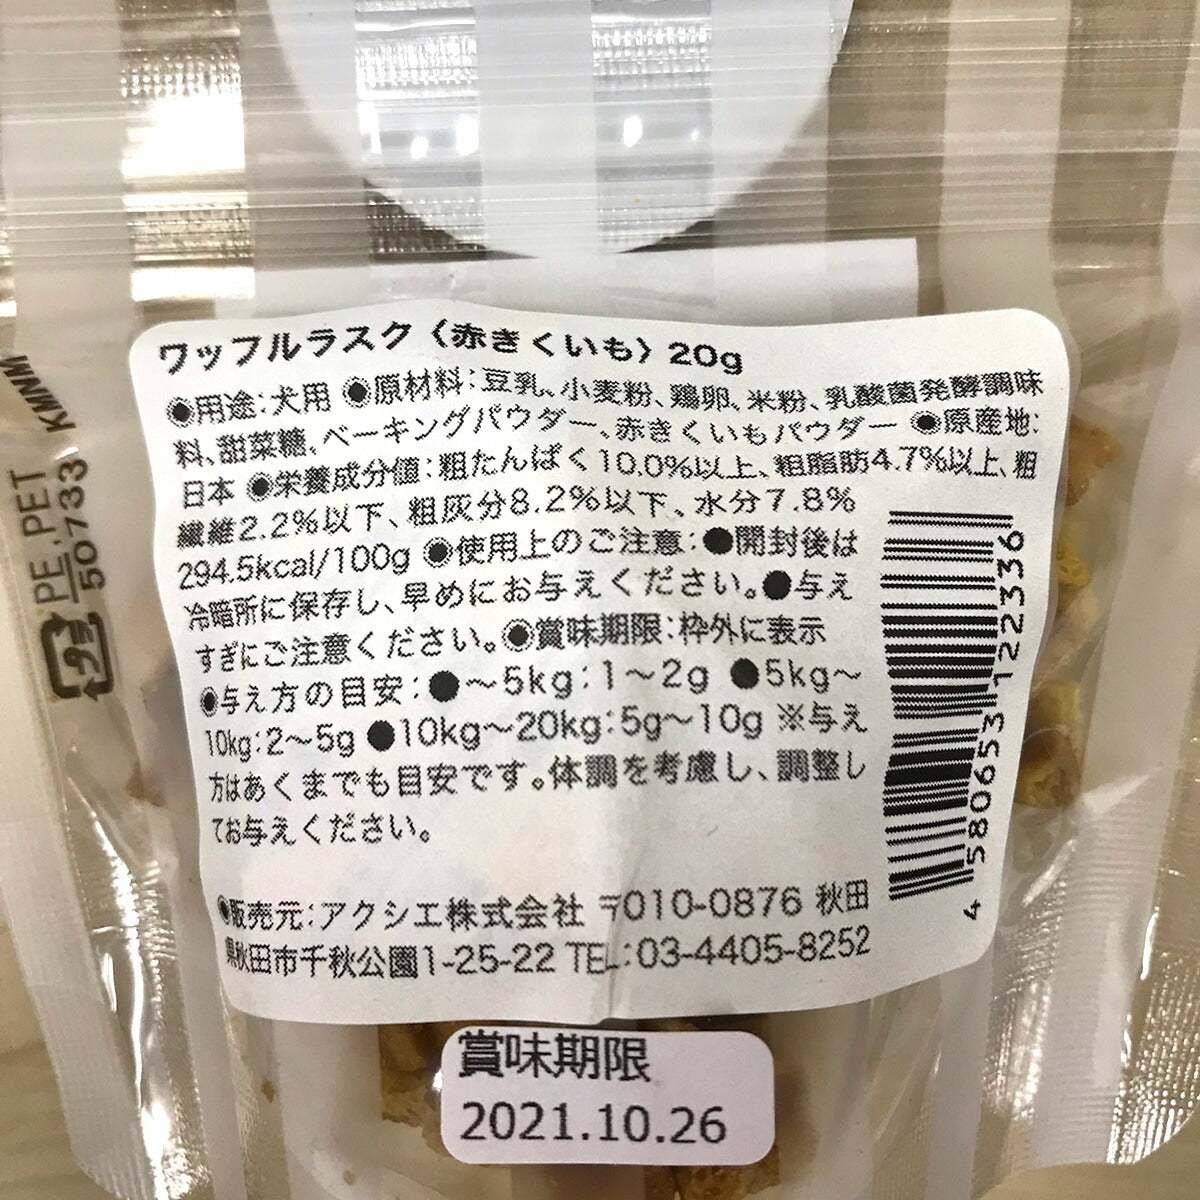 ワッフルラスク〈赤きくいも〉20g
◉用途:犬用 ◉原材料:豆乳、小麦粉、鶏卵、米粉、乳酸菌発酵調味
料、甜菜糖、ベーキングパウダー、赤きくいもパウダー ◉原産地:
日本 ◉栄養成分値:粗たんぱく10.0%以上、粗脂肪4.7%以上、粗
繊維2.2%以下、粗灰分8.2%以下、水分7.8%
294.5kcal/100g ◉使用上のご注意:●開封後は
冷暗所に保存し、早めにお与えください。●与え
すぎにご注意ください。◉賞味期限:枠外に表示
◉与え方の目安:●〜5kg:1〜2g ●5kg〜
10kg:2〜5g ●10kg〜20kg:5g〜10g ※与え
方はあくまでも目安です。体調を考慮し、調整し
てお与えください。
◉販売元:アクシエ株式会社 〒010-0876 秋田
県秋田市千秋公園1-25-22 TEL:03-4405-8252
4580653122336
賞味期限
2021.10.26
プラ
PE,PET
50733 KMNM